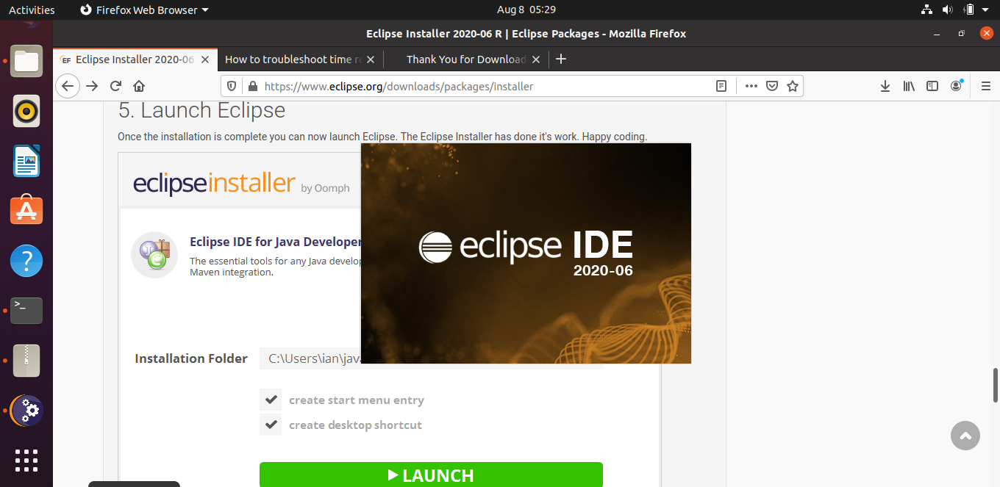 Activities
Firefox Web Browser
Aug 8 05:29
Eclipse Installer 2020-06 R | Eclipse Packages - Mozilla Firefox
EF
Eclipse Installer 2020-06
How to troubleshoot time re
Thank You for Download
https://www.eclipse.org/downloads/packages/installer
5. Launch Eclipse
Once the installation is complete you can now launch Eclipse. The Eclipse Installer has done it's work. Happy coding.
eclipseinstaller by Oomph
Eclipse IDE for Java Developer
The essential tools for any Java develop
Maven integration.
eclipse IDE
2020-06
Installation Folder
C:\Users\ian\jav
create start menu entry
create desktop shortcut
LAUNCH